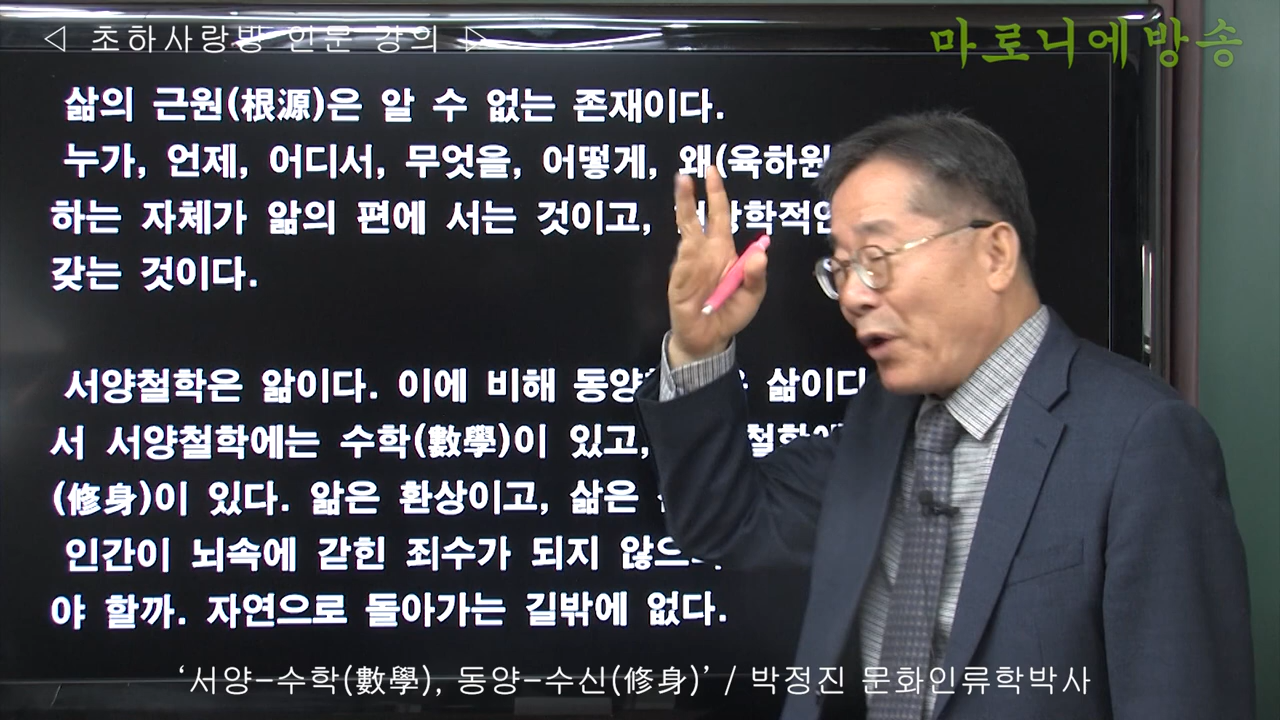 ◁ 초하사랑방 인문 강의 ▷
마로니에방송
삶의 근원(根源)은 알 수 없는 존재이다.
누가, 언제, 어디서, 무엇을, 어떻게, 왜(육하원
하는 자체가 앎의 편에 서는 것이고,
갖는 것이다.
서양철학은 앎이다. 이에 비해 삶이다
서 서양철학에는 수학(數學)이 있고,
(修身)이 있다. 앎은 환상이고, 삶은
인간이 뇌속에 갇힌 죄수가 되지
야 할까. 자연으로 돌아가는 길밖에 없다.
‘서양-수학(數學), 동양-수신(修身)’ / 박정진 문화인류학박사